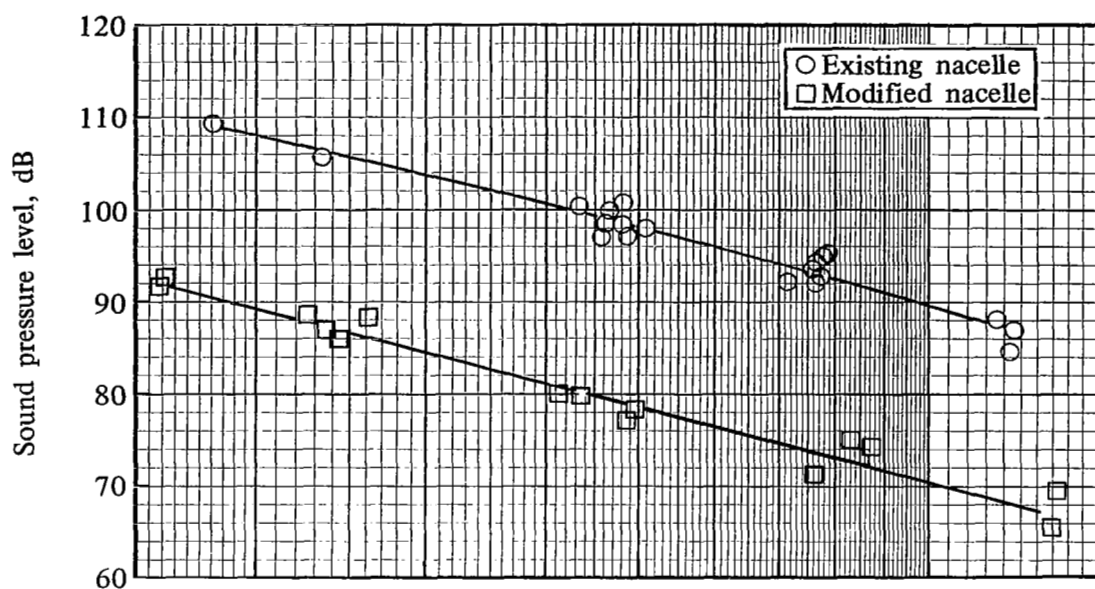 120
Existing nacelle
Modified nacelle
110
100
90
80
70
60
Sound pressure level, dB